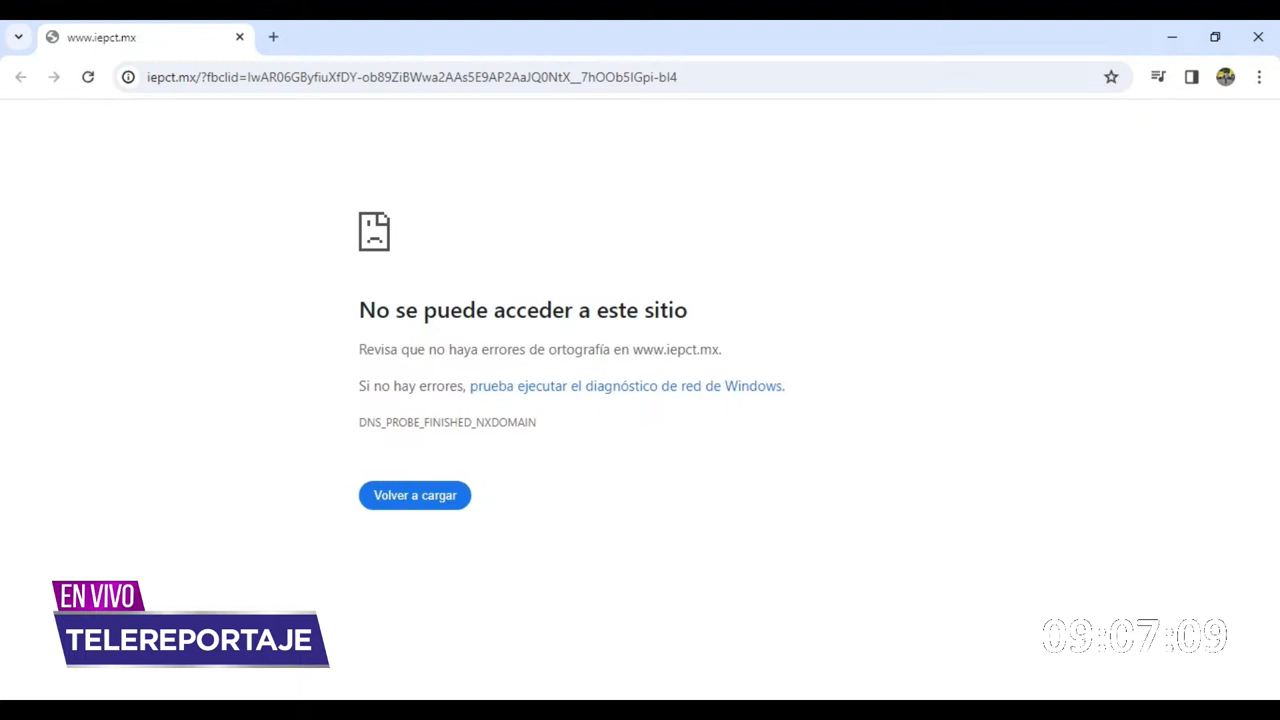 www.iepct.mx
iepct.mx/?fbclid=IwAR06GByfiuXfDY-ob89ZiBWwa2AAs5E9AP2AaJQ0NtX__7hOOb5IGpi-bI4
No se puede acceder a este sitio
Revisa que no haya errores de ortografía en www.iepct.mx.
Si no hay errores, prueba ejecutar el diagnóstico de red de Windows.
DNS_PROBE_FINISHED_NXDOMAIN
Volver a cargar
EN VIVO
TELEREPORTAJE
09:07:09